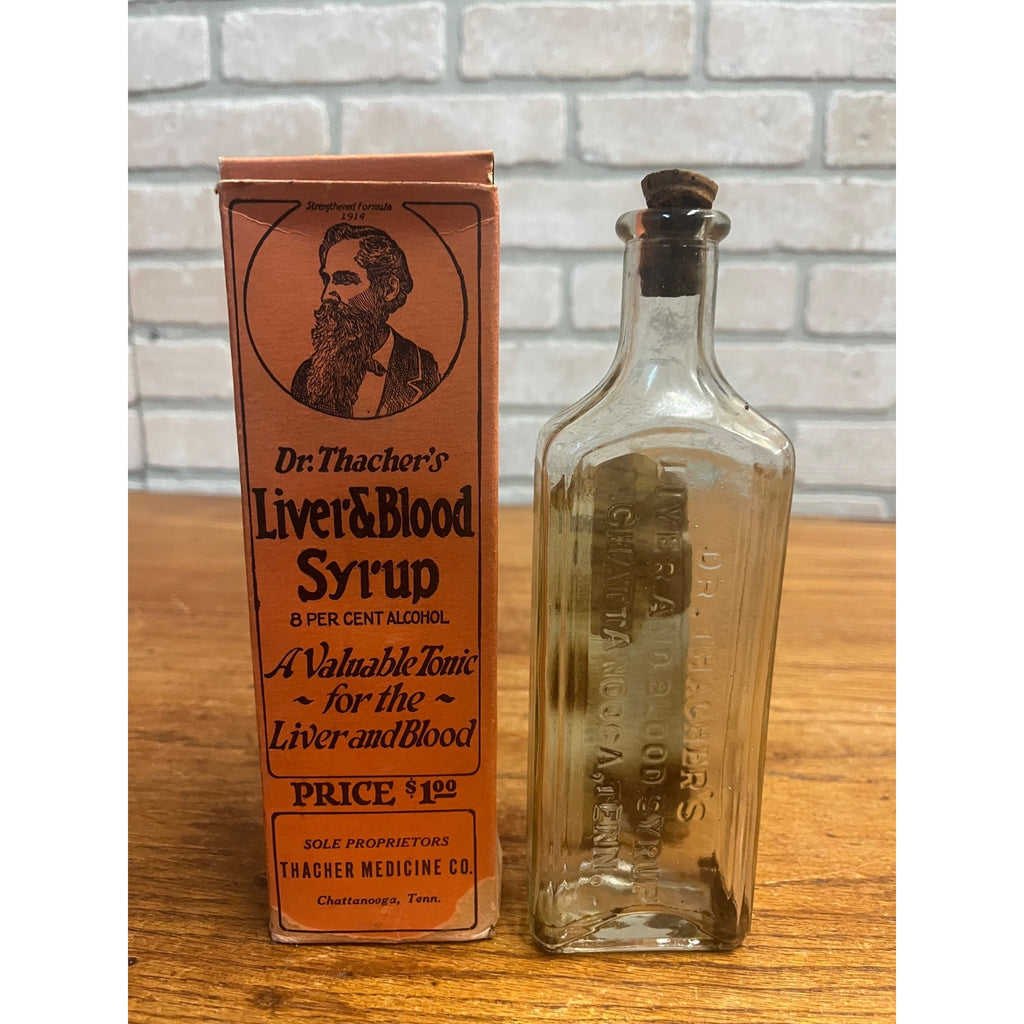 Strengthened Formula
1914
Dr. Thacher's
Liver & Blood
Syrup
8 PER CENT ALCOHOL
A Valuable Tonic
~ for the ~
Liver and Blood
PRICE $1.00
SOLE PROPRIETORS
THACHER MEDICINE CO.
Chattanooga, Tenn.
DR. THACHER'S
LIVER AND BLOOD SYRUP
CHATTANOOGA, TENN.